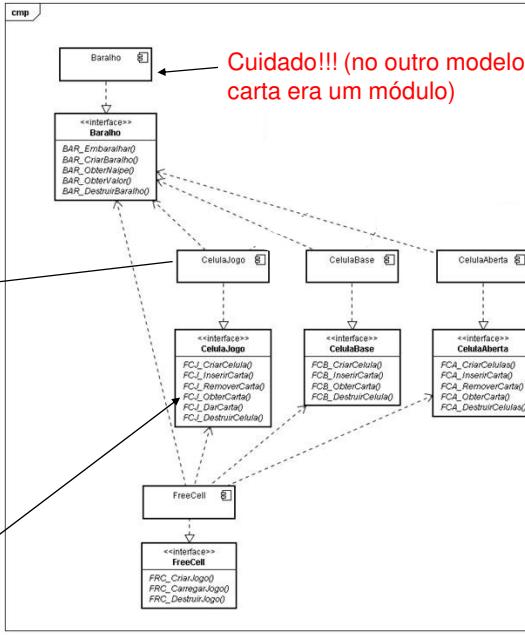 cmp
Baralho
Cuidado!!! (no outro modelo
carta era um módulo)
<<interface>>
Baralho
BAR_Embaralhar()
BAR_CriarBaralho()
BAR_ObterNaipe()
BAR_ObterValor()
BAR_DestruirBaralho()
CelulaJogo
CelulaBase
CelulaAberta
<<interface>>
CelulaJogo
FCJ_CriarCelula()
FCJ_InserirCarta()
FCJ_RemoverCarta()
FCJ_ObterCarta()
FCJ_DarCarta()
FCJ_DestruirCelula()
<<interface>>
CelulaBase
FCB_CriarCelula()
FCB_InserirCarta()
FCB_ObterCarta()
FCB_DestruirCelula()
<<interface>>
CelulaAberta
FCA_CriarCelulas()
FCA_InserirCarta()
FCA_RemoverCarta()
FCA_ObterCarta()
FCA_DestruirCelulas()
FreeCell
<<interface>>
FreeCell
FRC_CriarJogo()
FRC_CarregarJogo()
FRC_DestruirJogo()